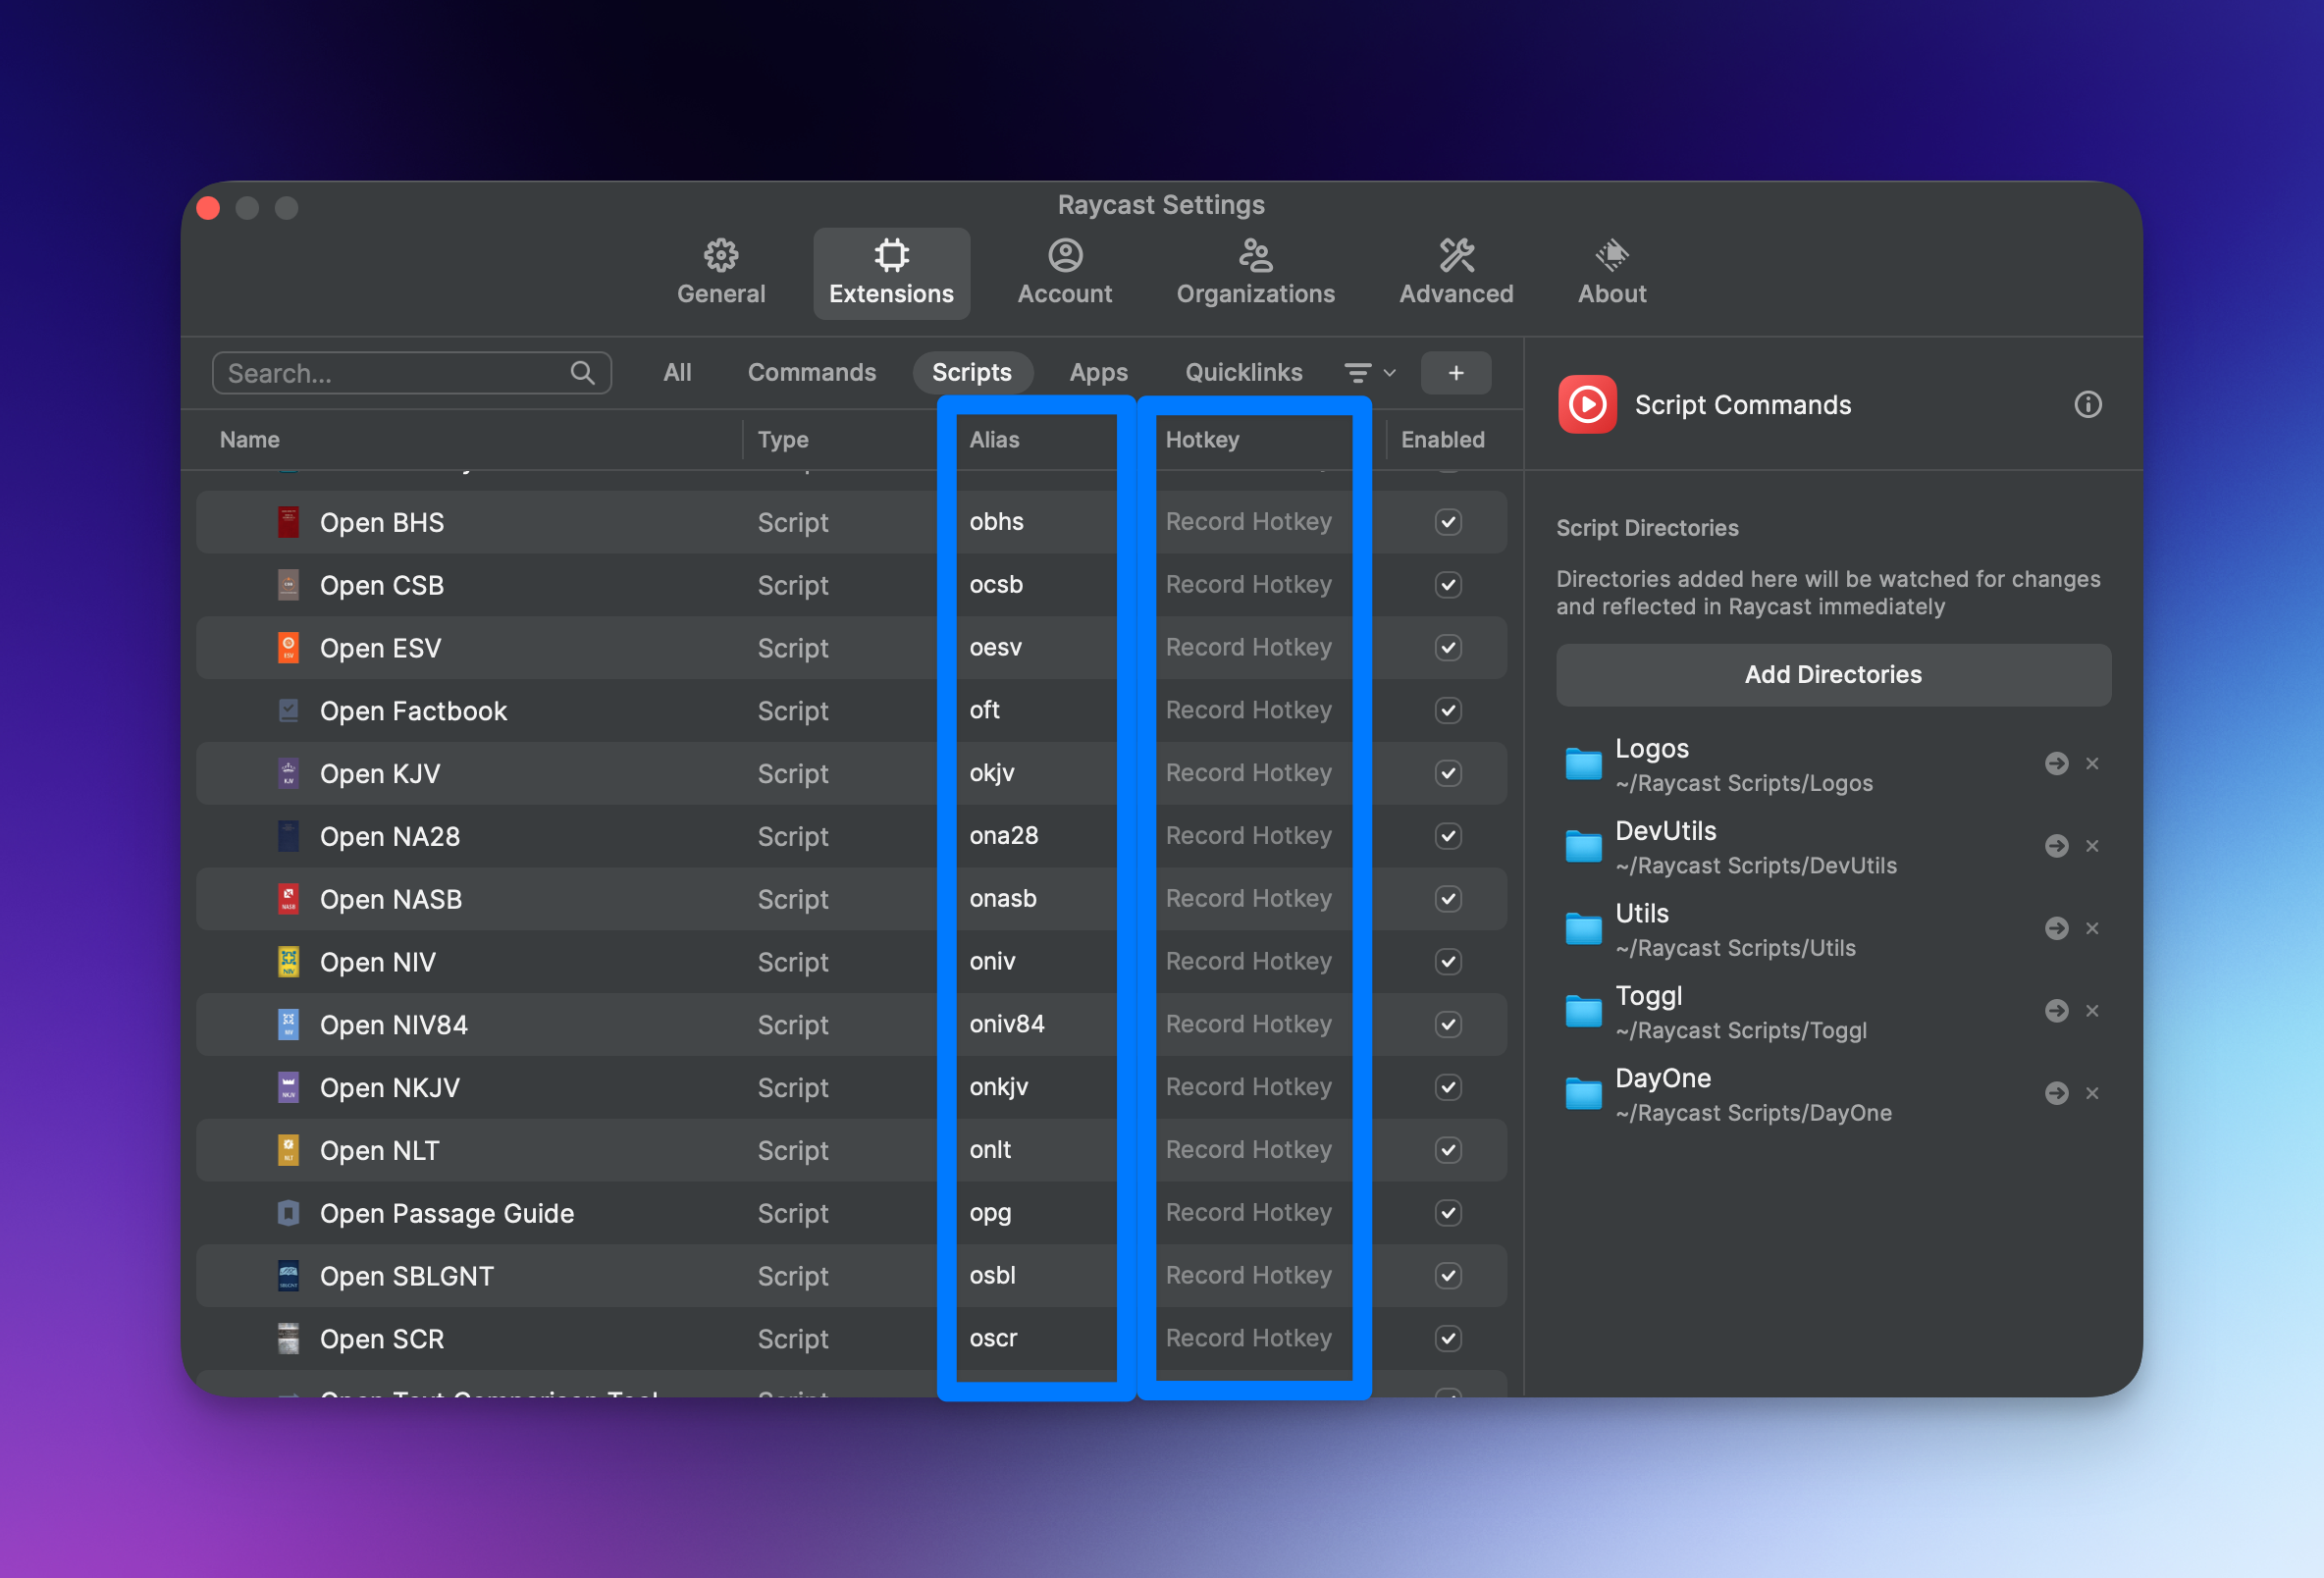 Raycast Settings
General Extensions Account Organizations Advanced About
Search... All Commands Scripts Apps Quicklinks +
Name Type Alias Hotkey Enabled
Open BHS Script obhs Record Hotkey
Open CSB Script ocsb Record Hotkey
Open ESV Script oesv Record Hotkey
Open Factbook Script oft Record Hotkey
Open KJV Script okjv Record Hotkey
Open NA28 Script ona28 Record Hotkey
Open NASB Script onasb Record Hotkey
Open NIV Script oniv Record Hotkey
Open NIV84 Script oniv84 Record Hotkey
Open NKJV Script onkjv Record Hotkey
Open NLT Script onlt Record Hotkey
Open Passage Guide Script opg Record Hotkey
Open SBLGNT Script osbl Record Hotkey
Open SCR Script oscr Record Hotkey
Open Text Comparison Tool Script
Script Commands
Script Directories
Directories added here will be watched for changes
and reflected in Raycast immediately
Add Directories
Logos
~/Raycast Scripts/Logos
DevUtils
~/Raycast Scripts/DevUtils
Utils
~/Raycast Scripts/Utils
Toggl
~/Raycast Scripts/Toggl
DayOne
~/Raycast Scripts/DayOne